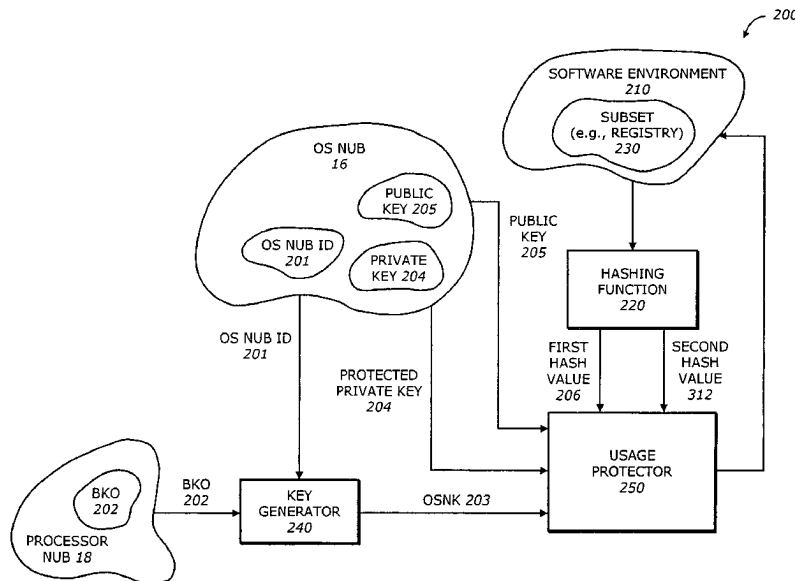 200
SOFTWARE ENVIRONMENT
210
SUBSET
(e.g., REGISTRY)
230
OS NUB
16
PUBLIC
KEY 205
OS NUB ID
201
PRIVATE
KEY 204
PUBLIC
KEY
205
HASHING
FUNCTION
220
OS NUB ID
201
PROTECTED
PRIVATE KEY
204
FIRST
HASH
VALUE
206
SECOND
HASH
VALUE
312
USAGE
PROTECTOR
250
BKO
202
BKO
202
KEY
GENERATOR
240
OSNK 203
PROCESSOR
NUB 18